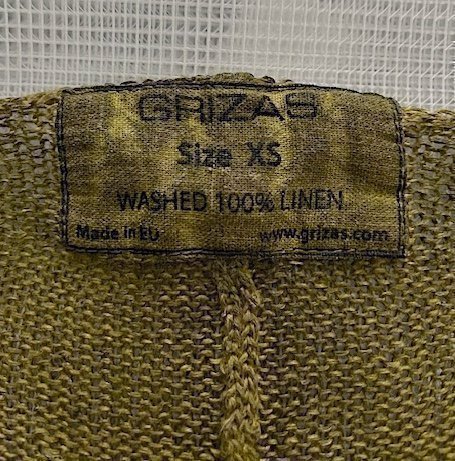 GRIZAS
Size XS
WASHED 100% LINEN
Made in EU www.grizas.com